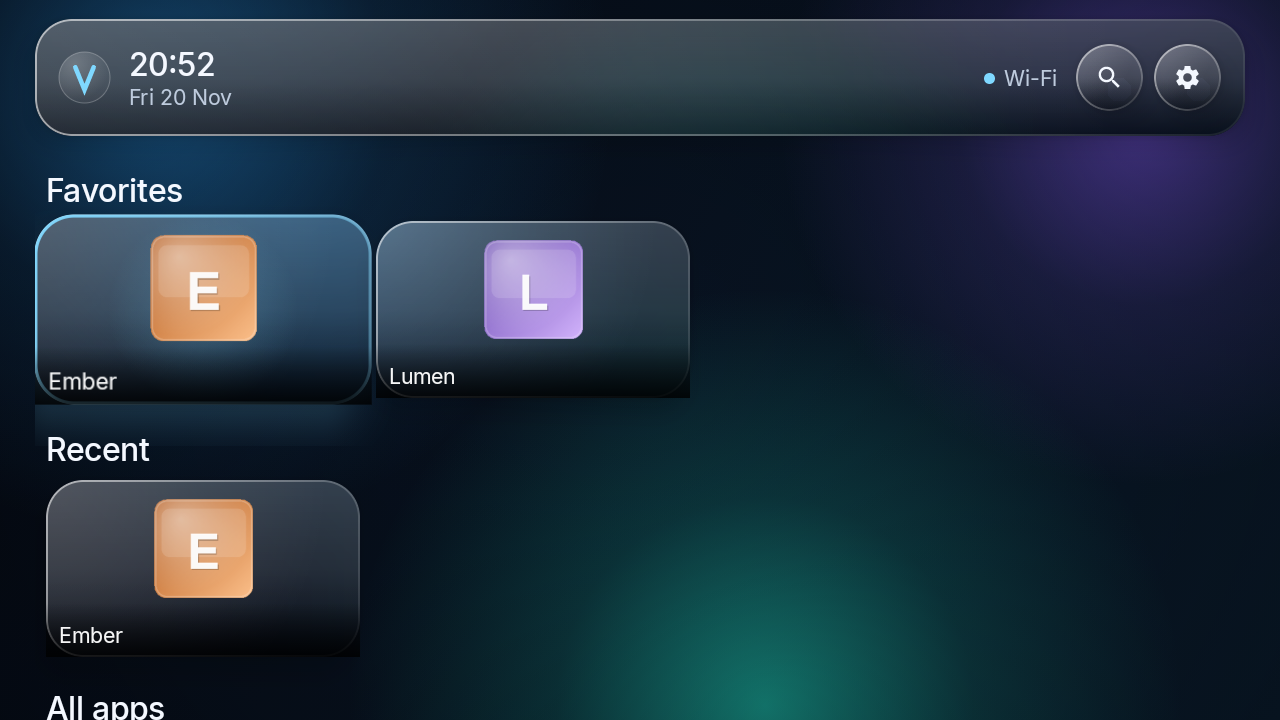 20:52
Fri 20 Nov
Wi-Fi
Favorites
E
Ember
L
Lumen
Recent
E
Ember
All apps